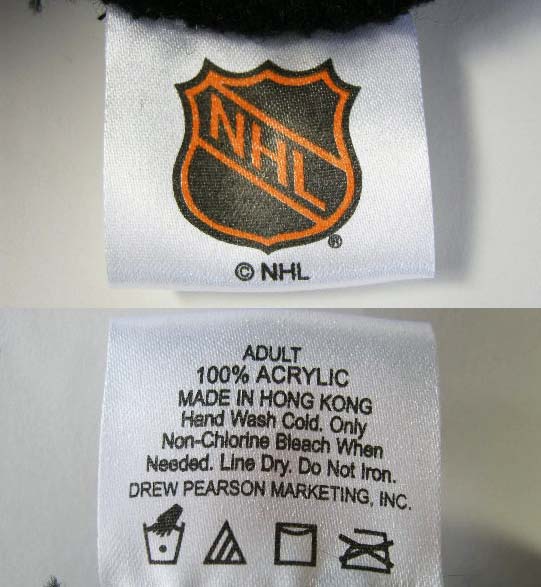 NHL
®
© NHL
ADULT
100% ACRYLIC
MADE IN HONG KONG
Hand Wash Cold. Only
Non-Chlorine Bleach When
Needed. Line Dry. Do Not Iron.
DREW PEARSON MARKETING, INC.